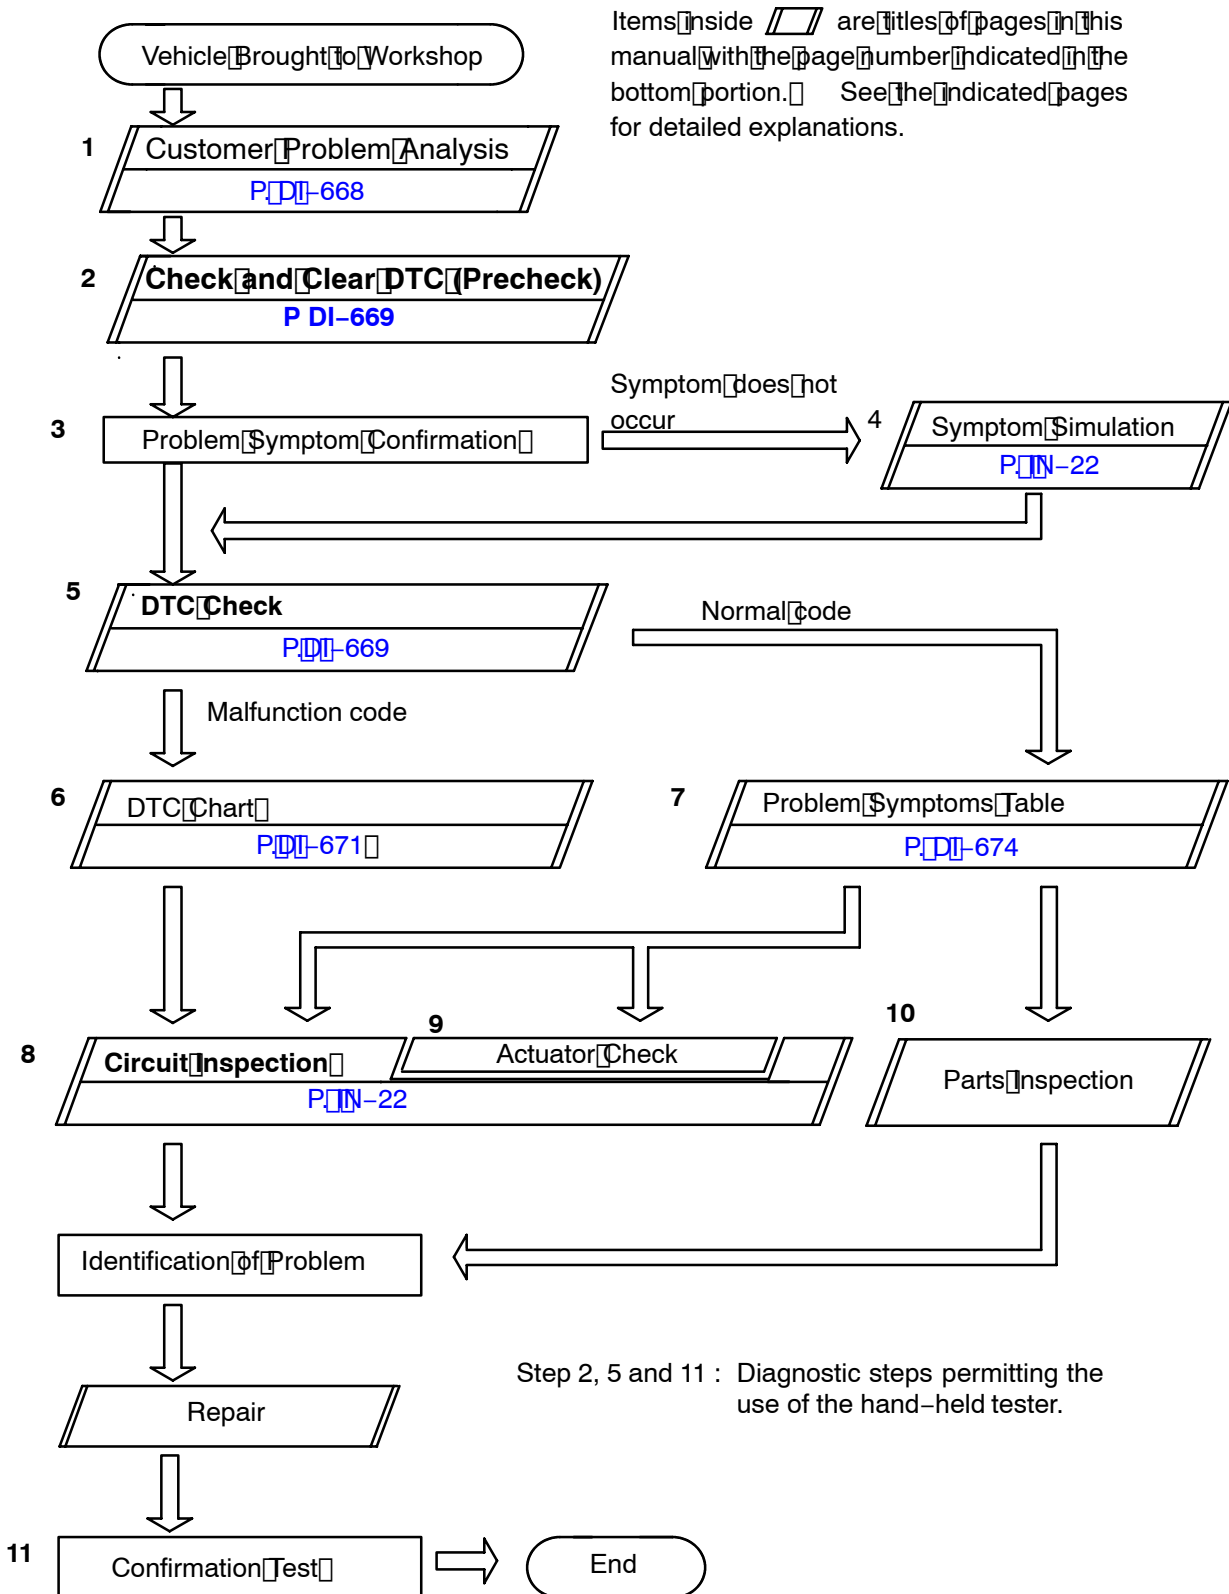 Vehicle Brought to Workshop
Items inside are titles of pages in this
manual with the page number indicated in the
bottom portion. See the indicated pages
for detailed explanations.
1
Customer Problem Analysis
P. DI–668
2
Check and Clear DTC (Precheck)
P DI–669
3
Problem Symptom Confirmation
Symptom does not
occur
4
Symptom Simulation
P. IN–22
5
DTC Check
P.DI–669
Normal code
Malfunction code
6
DTC Chart
P.DI–671
7
Problem Symptoms Table
P. DI–674
8
Circuit Inspection
P. IN–22
9
Actuator Check
10
Parts Inspection
Identification of Problem
Step 2, 5 and 11 : Diagnostic steps permitting the
use of the hand–held tester.
Repair
11
Confirmation Test
End